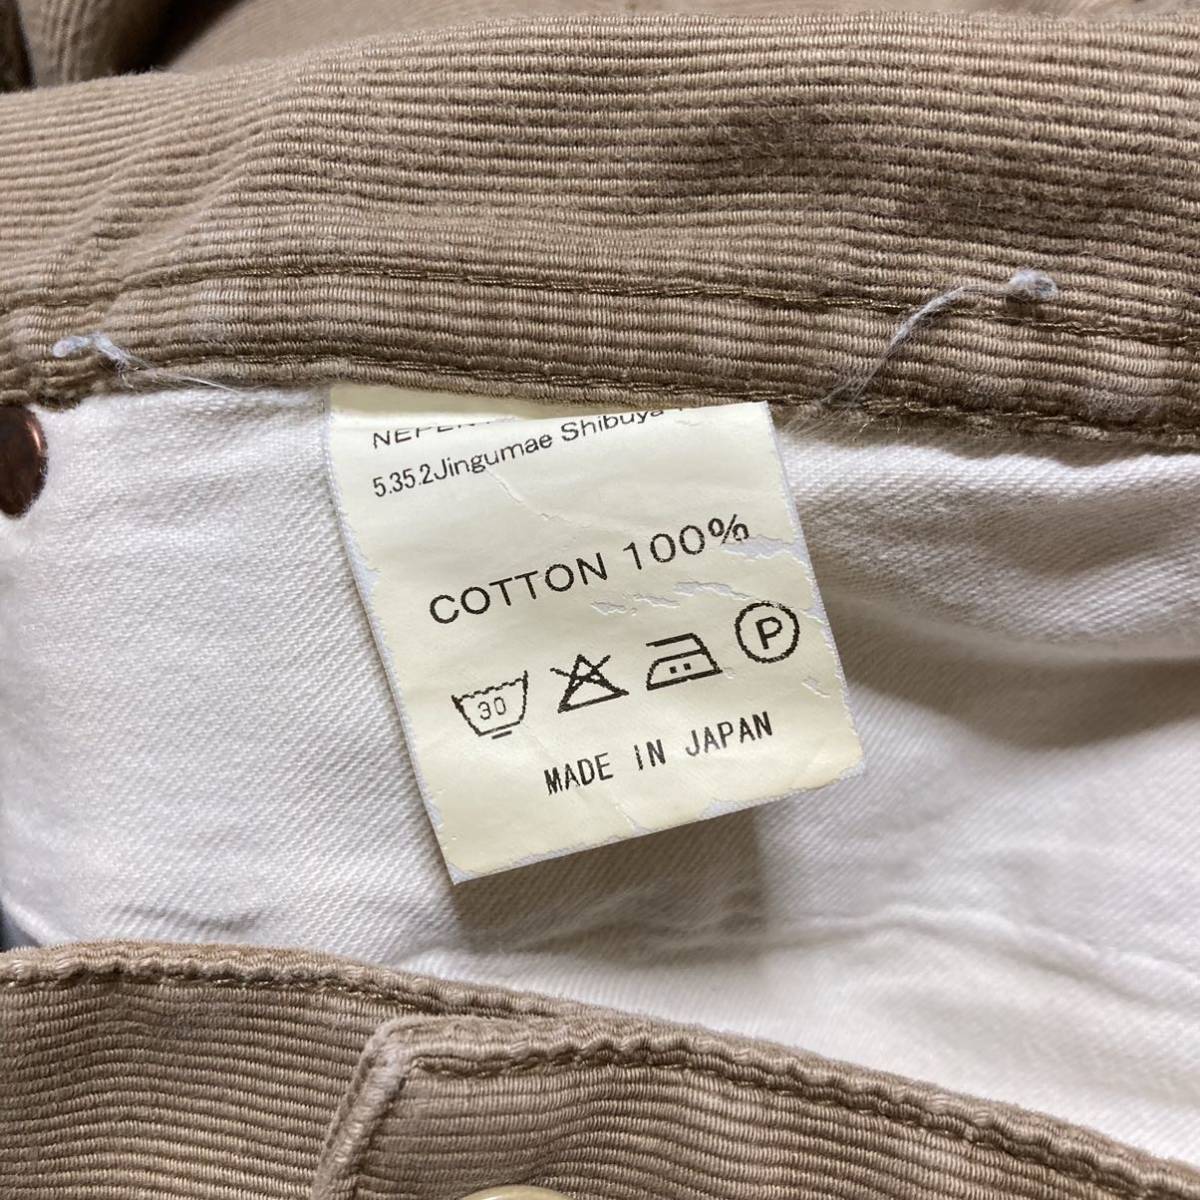 5.35.2Jingumae Shibuya
COTTON 100%
30
P
MADE IN JAPAN